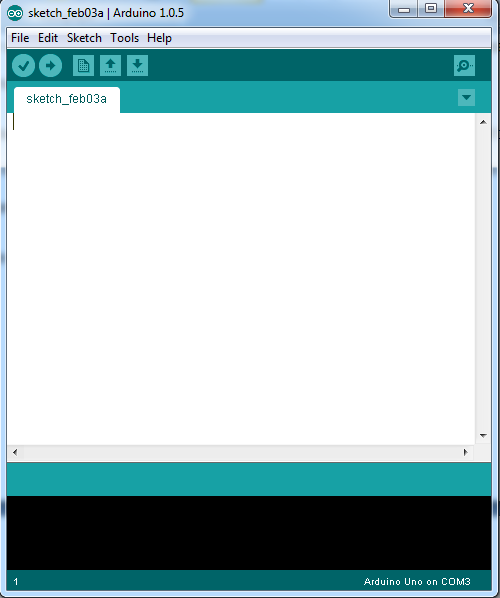 sketch_feb03a | Arduino 1.0.5
File Edit Sketch Tools Help
sketch_feb03a
1 Arduino Uno on COM3